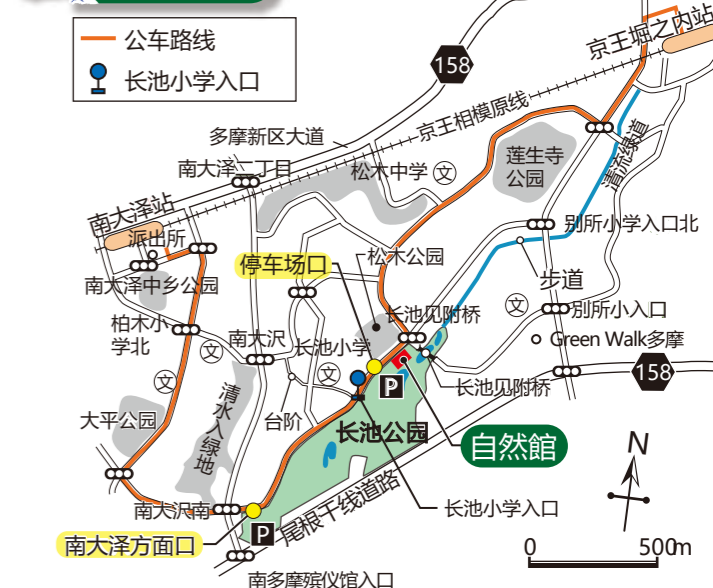 公车路线
长池小学入口
158
京王堀之内站
多摩新区大道
京王相模原线
南大泽二丁目
松木中学
文
莲生寺
公园
清流绿道
南大泽站
派出所
别所小学入口北
停车场口
松木公园
步道
南大泽中乡公园
长池见附桥
文
別所小入口
柏木小
学北
文
南大沢
长池小学
文
Green Walk多摩
文
P
长池见附桥
158
大平公园
清水入绿地
台阶
长池公园
自然館
N
南大沢南
P
尾根干线道路
长池小学入口
南大泽方面口
0
500m
南多摩殡仪馆入口